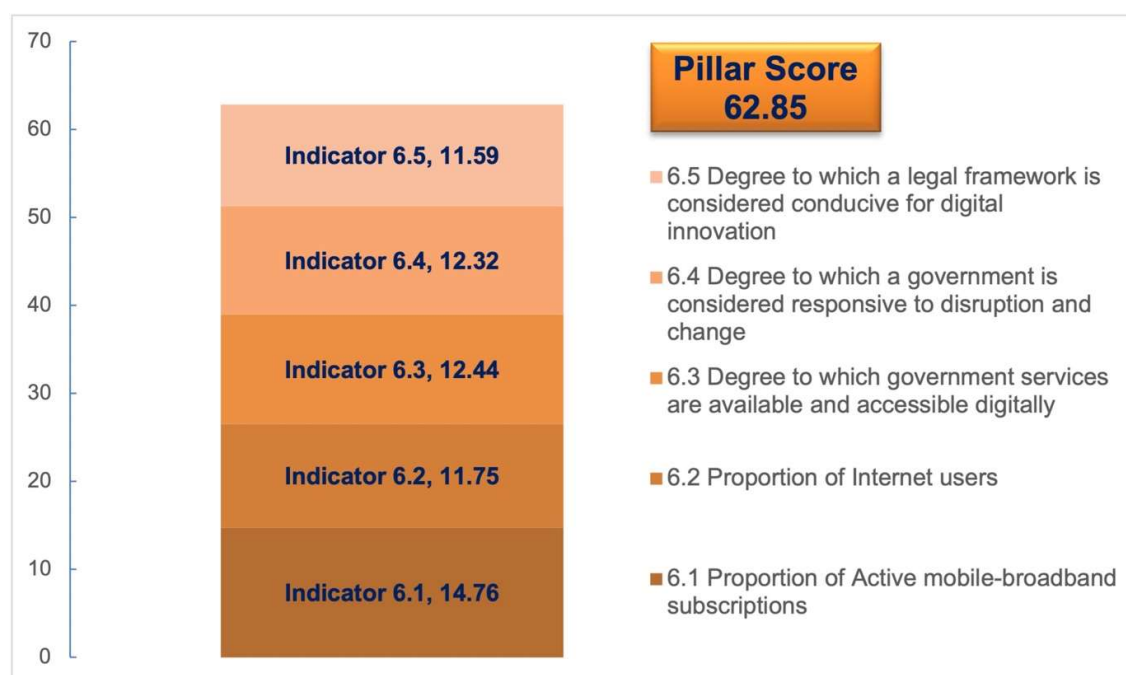 70
60
50
40
30
20
10
0
Indicator 6.5, 11.59
Indicator 6.4, 12.32
Indicator 6.3, 12.44
Indicator 6.2, 11.75
Indicator 6.1, 14.76
Pillar Score
62.85
6.5 Degree to which a legal framework is
considered conducive for digital
innovation
6.4 Degree to which a government is
considered responsive to disruption and
change
6.3 Degree to which government services
are available and accessible digitally
6.2 Proportion of Internet users
6.1 Proportion of Active mobile-broadband
subscriptions